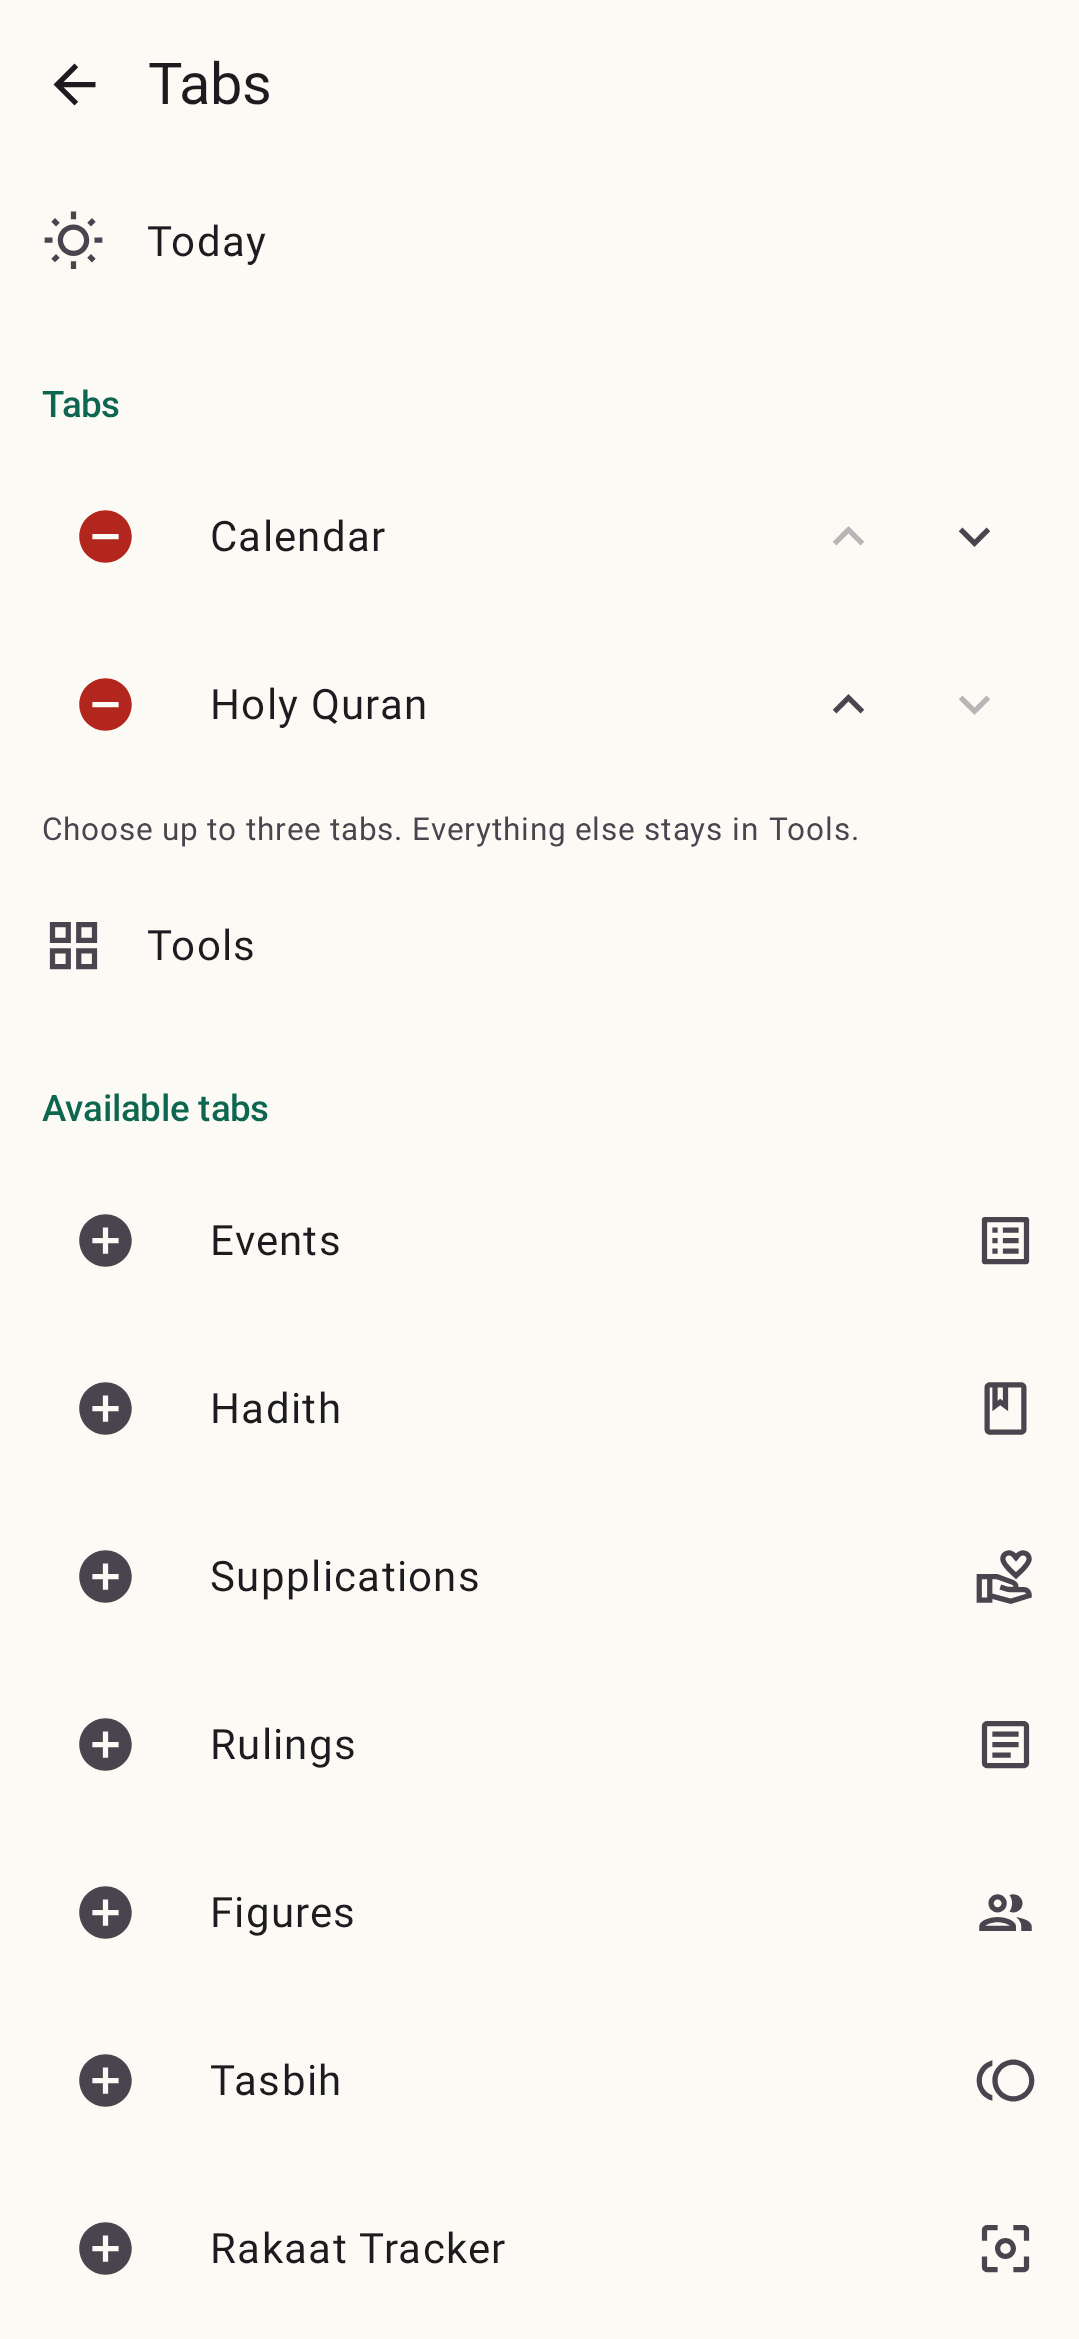 Tabs
Today
Tabs
Calendar
Holy Quran
Choose up to three tabs. Everything else stays in Tools.
Tools
Available tabs
Events
Hadith
Supplications
Rulings
Figures
Tasbih
Rakaat Tracker